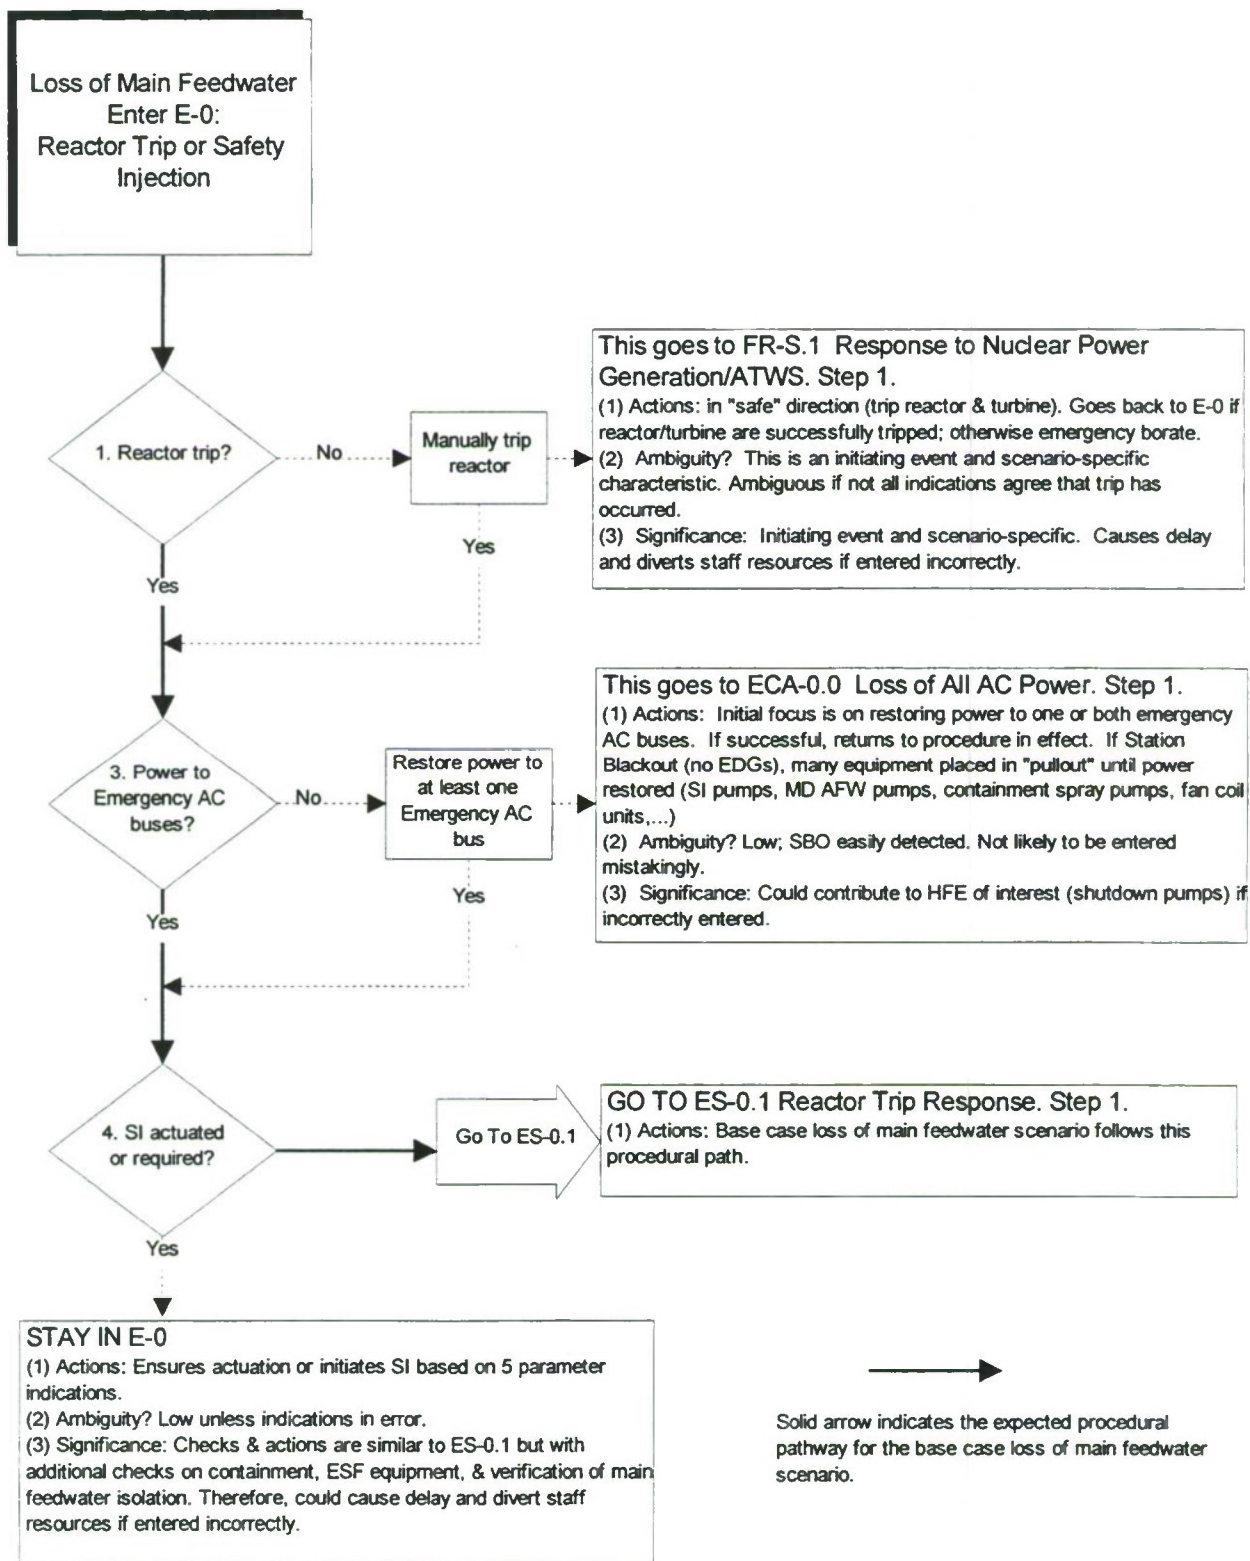 Loss of Main Feedwater
Enter E-0:
Reactor Trip or Safety
Injection
1. Reactor trip?
No
Manually trip
reactor
Yes
Yes
This goes to FR-S.1 Response to Nuclear Power
Generation/ATWS. Step 1.
(1) Actions: in "safe" direction (trip reactor & turbine). Goes back to E-0 if
reactor/turbine are successfully tripped; otherwise emergency borate.
(2) Ambiguity? This is an initiating event and scenario-specific
characteristic. Ambiguous if not all indications agree that trip has
occurred.
(3) Significance: Initiating event and scenario-specific. Causes delay
and diverts staff resources if entered incorrectly.
3. Power to
Emergency AC
buses?
No
Restore power to
at least one
Emergency AC
bus
Yes
Yes
This goes to ECA-0.0 Loss of All AC Power. Step 1.
(1) Actions: Initial focus is on restoring power to one or both emergency
AC buses. If successful, returns to procedure in effect. If Station
Blackout (no EDGs), many equipment placed in "pullout" until power
restored (SI pumps, MD AFW pumps, containment spray pumps, fan coil
units,...)
(2) Ambiguity? Low; SBO easily detected. Not likely to be entered
mistakingly.
(3) Significance: Could contribute to HFE of interest (shutdown pumps) if
incorrectly entered.
4. SI actuated
or required?
Go To ES-0.1
GO TO ES-0.1 Reactor Trip Response. Step 1.
(1) Actions: Base case loss of main feedwater scenario follows this
procedural path.
Yes
STAY IN E-0
(1) Actions: Ensures actuation or initiates SI based on 5 parameter
indications.
(2) Ambiguity? Low unless indications in error.
(3) Significance: Checks & actions are similar to ES-0.1 but with
additional checks on containment, ESF equipment, & verification of main
feedwater isolation. Therefore, could cause delay and divert staff
resources if entered incorrectly.
Solid arrow indicates the expected procedural
pathway for the base case loss of main feedwater
scenario.